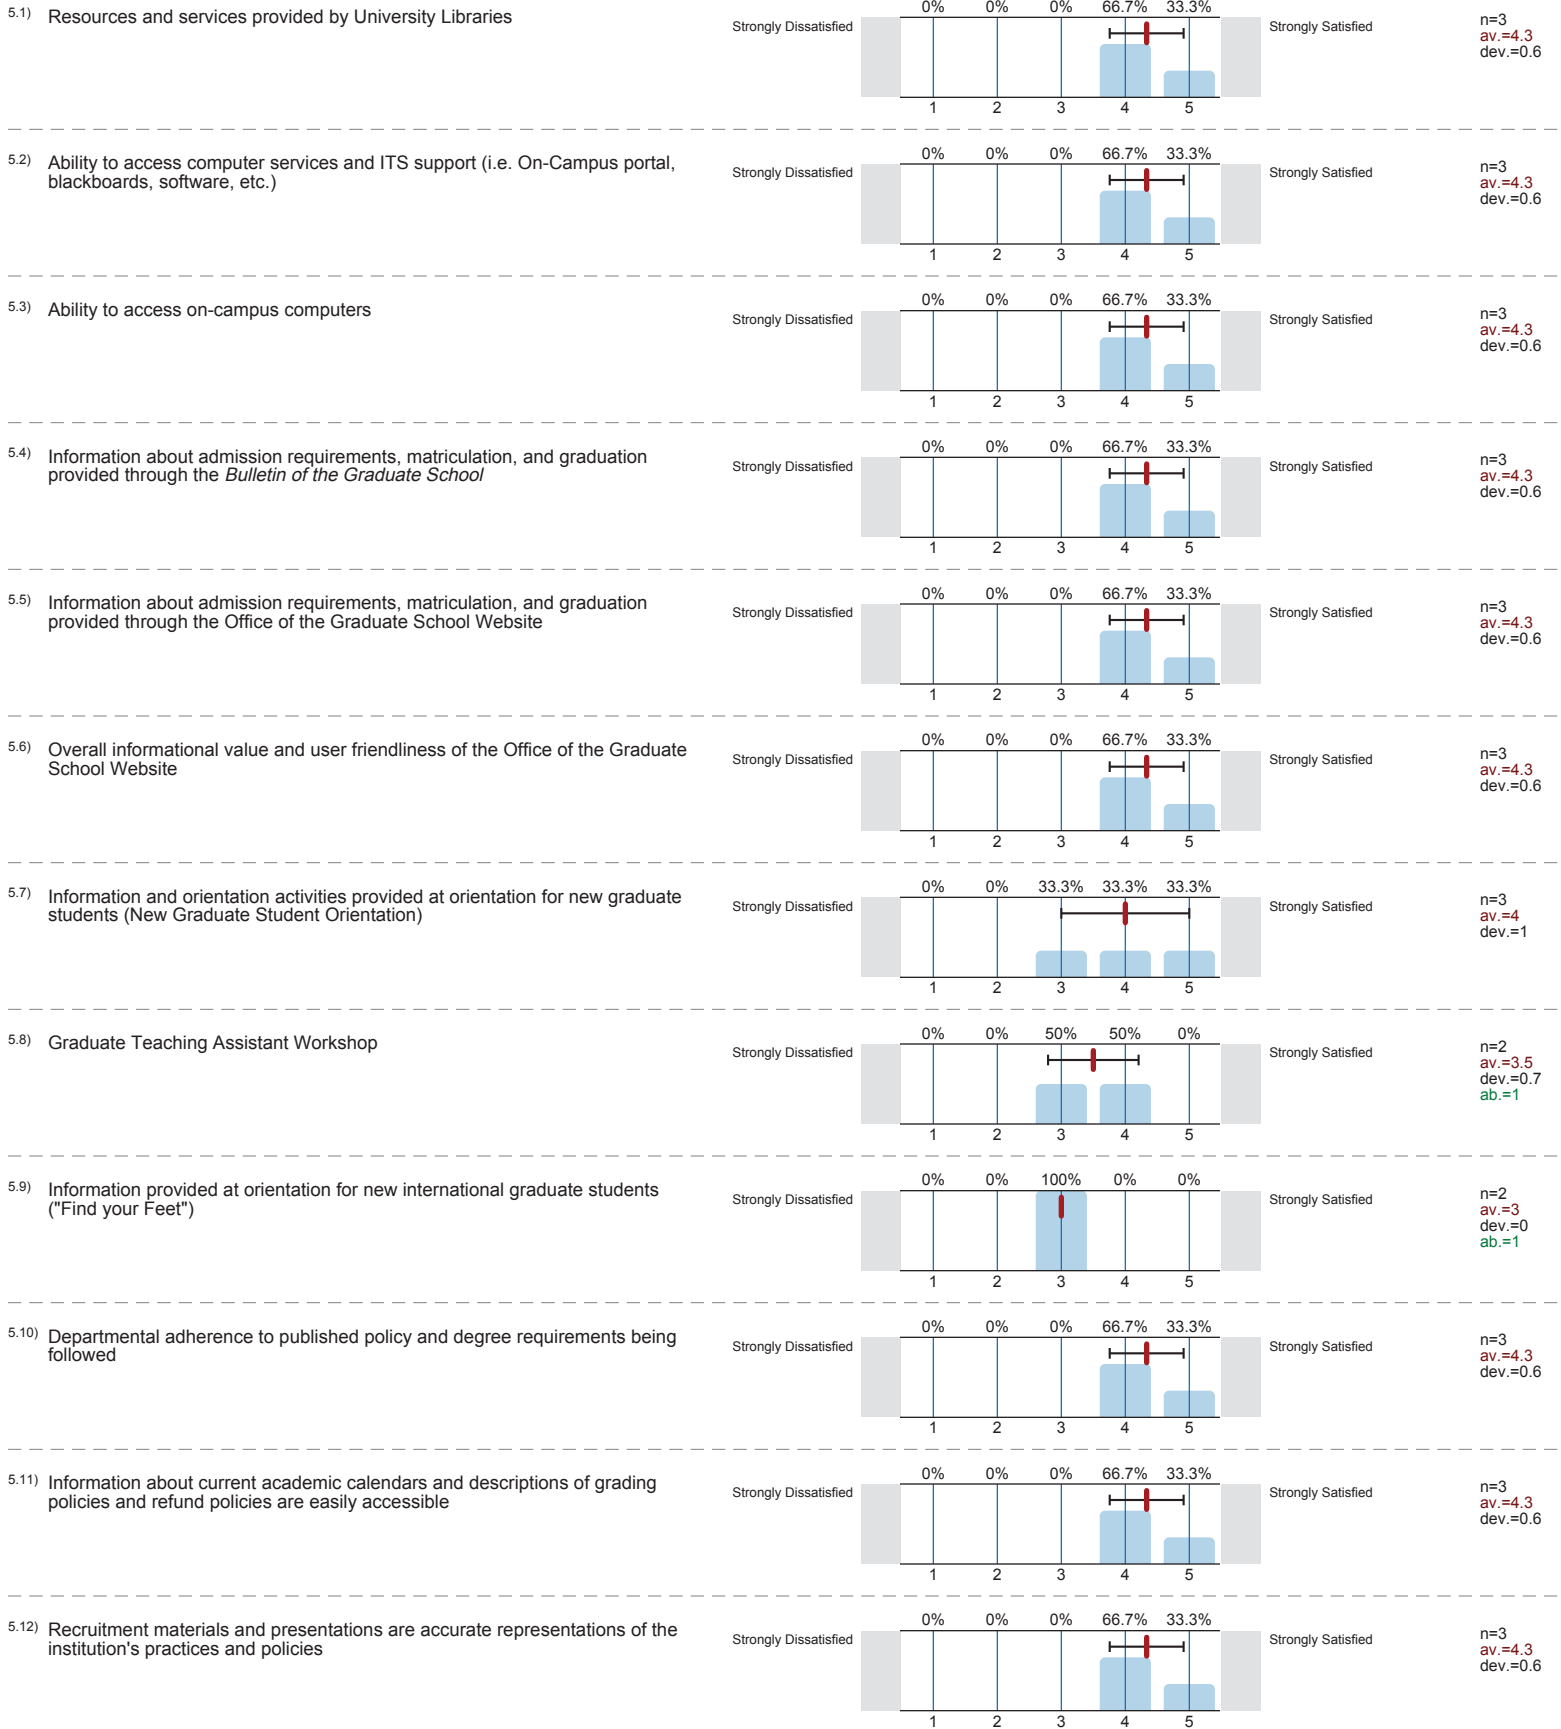 5.1) Resources and services provided by University Libraries
0% 0% 0% 66.7% 33.3%
Strongly Dissatisfied Strongly Satisfied
n=3
av.=4.3
dev.=0.6
1 2 3 4 5
5.2) Ability to access computer services and ITS support (i.e. On-Campus portal,
blackboards, software, etc.)
0% 0% 0% 66.7% 33.3%
Strongly Dissatisfied Strongly Satisfied
n=3
av.=4.3
dev.=0.6
1 2 3 4 5
5.3) Ability to access on-campus computers
0% 0% 0% 66.7% 33.3%
Strongly Dissatisfied Strongly Satisfied
n=3
av.=4.3
dev.=0.6
1 2 3 4 5
5.4) Information about admission requirements, matriculation, and graduation
provided through the Bulletin of the Graduate School
0% 0% 0% 66.7% 33.3%
Strongly Dissatisfied Strongly Satisfied
n=3
av.=4.3
dev.=0.6
1 2 3 4 5
5.5) Information about admission requirements, matriculation, and graduation
provided through the Office of the Graduate School Website
0% 0% 0% 66.7% 33.3%
Strongly Dissatisfied Strongly Satisfied
n=3
av.=4.3
dev.=0.6
1 2 3 4 5
5.6) Overall informational value and user friendliness of the Office of the Graduate
School Website
0% 0% 0% 66.7% 33.3%
Strongly Dissatisfied Strongly Satisfied
n=3
av.=4.3
dev.=0.6
1 2 3 4 5
5.7) Information and orientation activities provided at orientation for new graduate
students (New Graduate Student Orientation)
0% 0% 33.3% 33.3% 33.3%
Strongly Dissatisfied Strongly Satisfied
n=3
av.=4
dev.=1
1 2 3 4 5
5.8) Graduate Teaching Assistant Workshop
0% 0% 50% 50% 0%
Strongly Dissatisfied Strongly Satisfied
n=2
av.=3.5
dev.=0.7
ab.=1
1 2 3 4 5
5.9) Information provided at orientation for new international graduate students
("Find your Feet")
0% 0% 100% 0% 0%
Strongly Dissatisfied Strongly Satisfied
n=2
av.=3
dev.=0
ab.=1
1 2 3 4 5
5.10) Departmental adherence to published policy and degree requirements being
followed
0% 0% 0% 66.7% 33.3%
Strongly Dissatisfied Strongly Satisfied
n=3
av.=4.3
dev.=0.6
1 2 3 4 5
5.11) Information about current academic calendars and descriptions of grading
policies and refund policies are easily accessible
0% 0% 0% 66.7% 33.3%
Strongly Dissatisfied Strongly Satisfied
n=3
av.=4.3
dev.=0.6
1 2 3 4 5
5.12) Recruitment materials and presentations are accurate representations of the
institution's practices and policies
0% 0% 0% 66.7% 33.3%
Strongly Dissatisfied Strongly Satisfied
n=3
av.=4.3
dev.=0.6
1 2 3 4 5